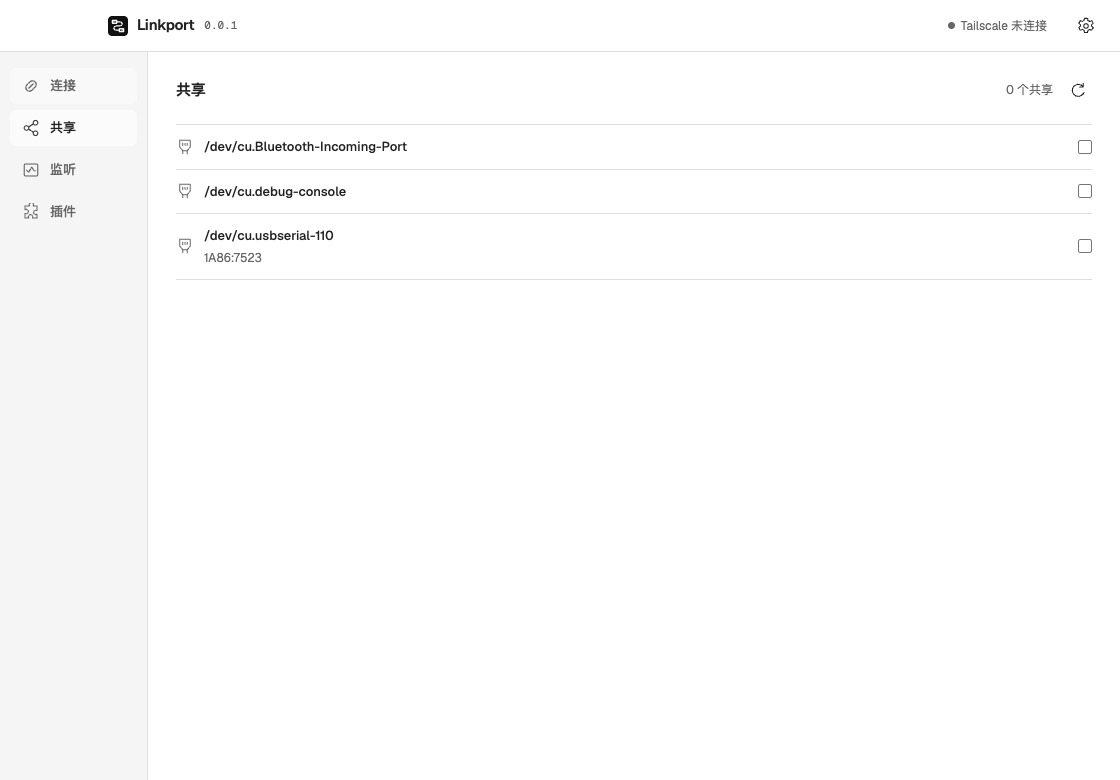 Linkport 0.0.1
Tailscale 未连接
连接
共享
监听
插件
共享
0 个共享
/dev/cu.Bluetooth-Incoming-Port
/dev/cu.debug-console
/dev/cu.usbserial-110
1A86:7523